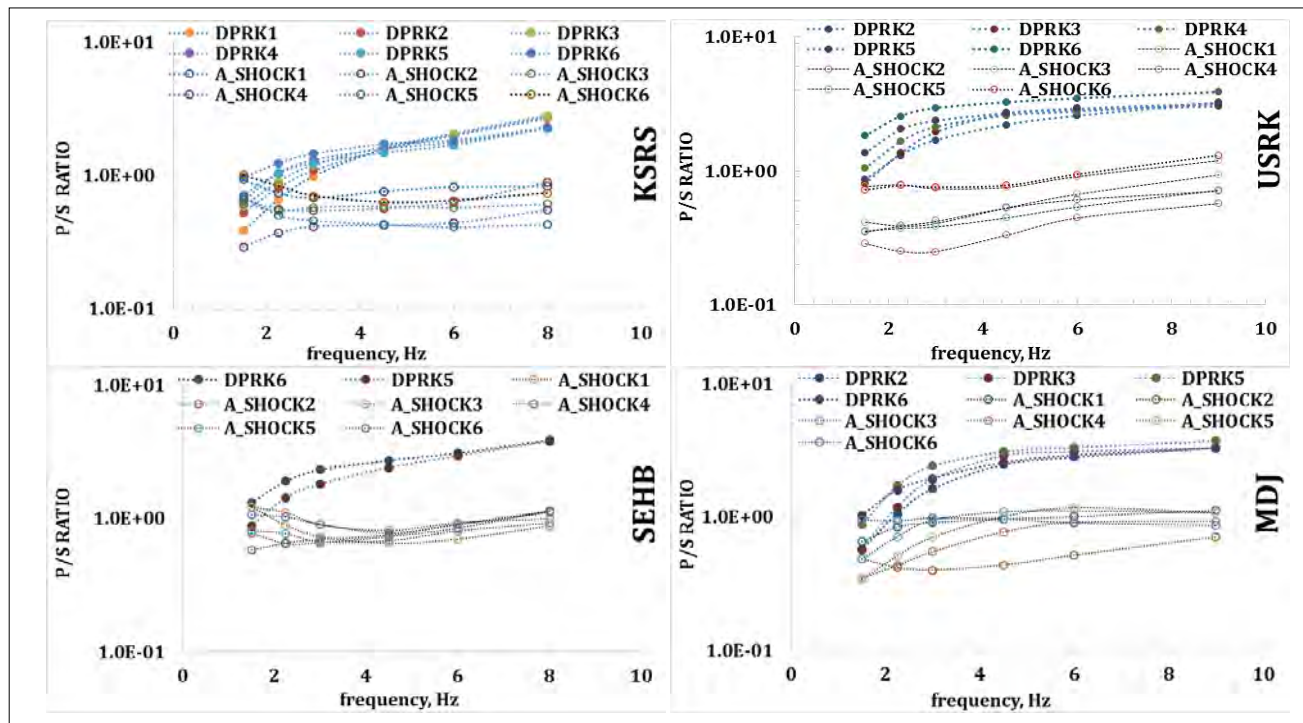 DPRK1 DPRK2 DPRK3
DPRK4 DPRK5 DPRK6
A_SHOCK1 A_SHOCK2 A_SHOCK3
A_SHOCK4 A_SHOCK5 A_SHOCK6
1.0E+01
1.0E+00
1.0E-01
P/S RATIO
KSRS
0 2 4 6 8 10
frequency, Hz
DPRK2 DPRK3 DPRK4
DPRK5 DPRK6 A_SHOCK1
A_SHOCK2 A_SHOCK3 A_SHOCK4
A_SHOCK5 A_SHOCK6
1.0E+01
1.0E+00
1.0E-01
P/S RATIO
USRK
0 2 4 6 8 10
frequency, Hz
DPRK6 DPRK5 A_SHOCK1
A_SHOCK2 A_SHOCK3 A_SHOCK4
A_SHOCK5 A_SHOCK6
1.0E+01
1.0E+00
1.0E-01
P/S RATIO
SEHB
0 2 4 6 8 10
frequency, Hz
DPRK2 DPRK3 DPRK5
DPRK6 A_SHOCK1 A_SHOCK2
A_SHOCK3 A_SHOCK4 A_SHOCK5
A_SHOCK6
1.0E+01
1.0E+00
1.0E-01
P/S RATIO
MDJ
0 2 4 6 8 10
frequency, Hz